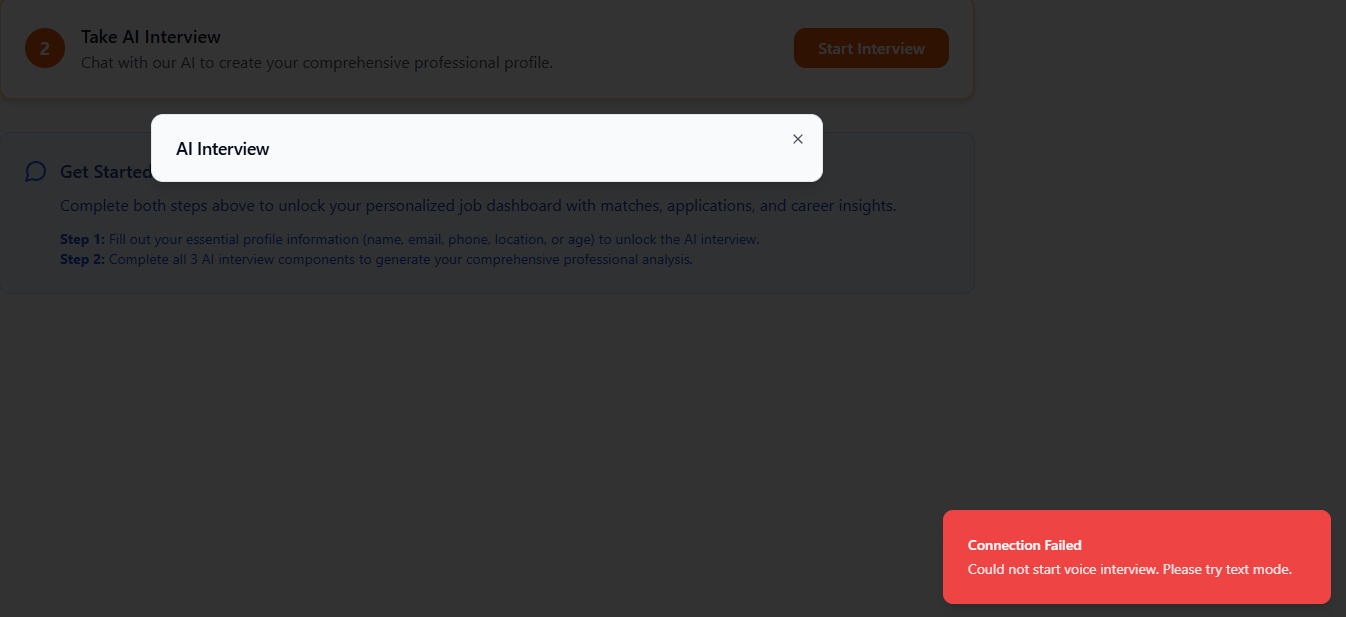 2
Take AI Interview
Chat with our AI to create your comprehensive professional profile.
Start Interview
AI Interview
Get Started
Complete both steps above to unlock your personalized job dashboard with matches, applications, and career insights.
Step 1: Fill out your essential profile information (name, email, phone, location, or age) to unlock the AI interview.
Step 2: Complete all 3 AI interview components to generate your comprehensive professional analysis.
Connection Failed
Could not start voice interview. Please try text mode.